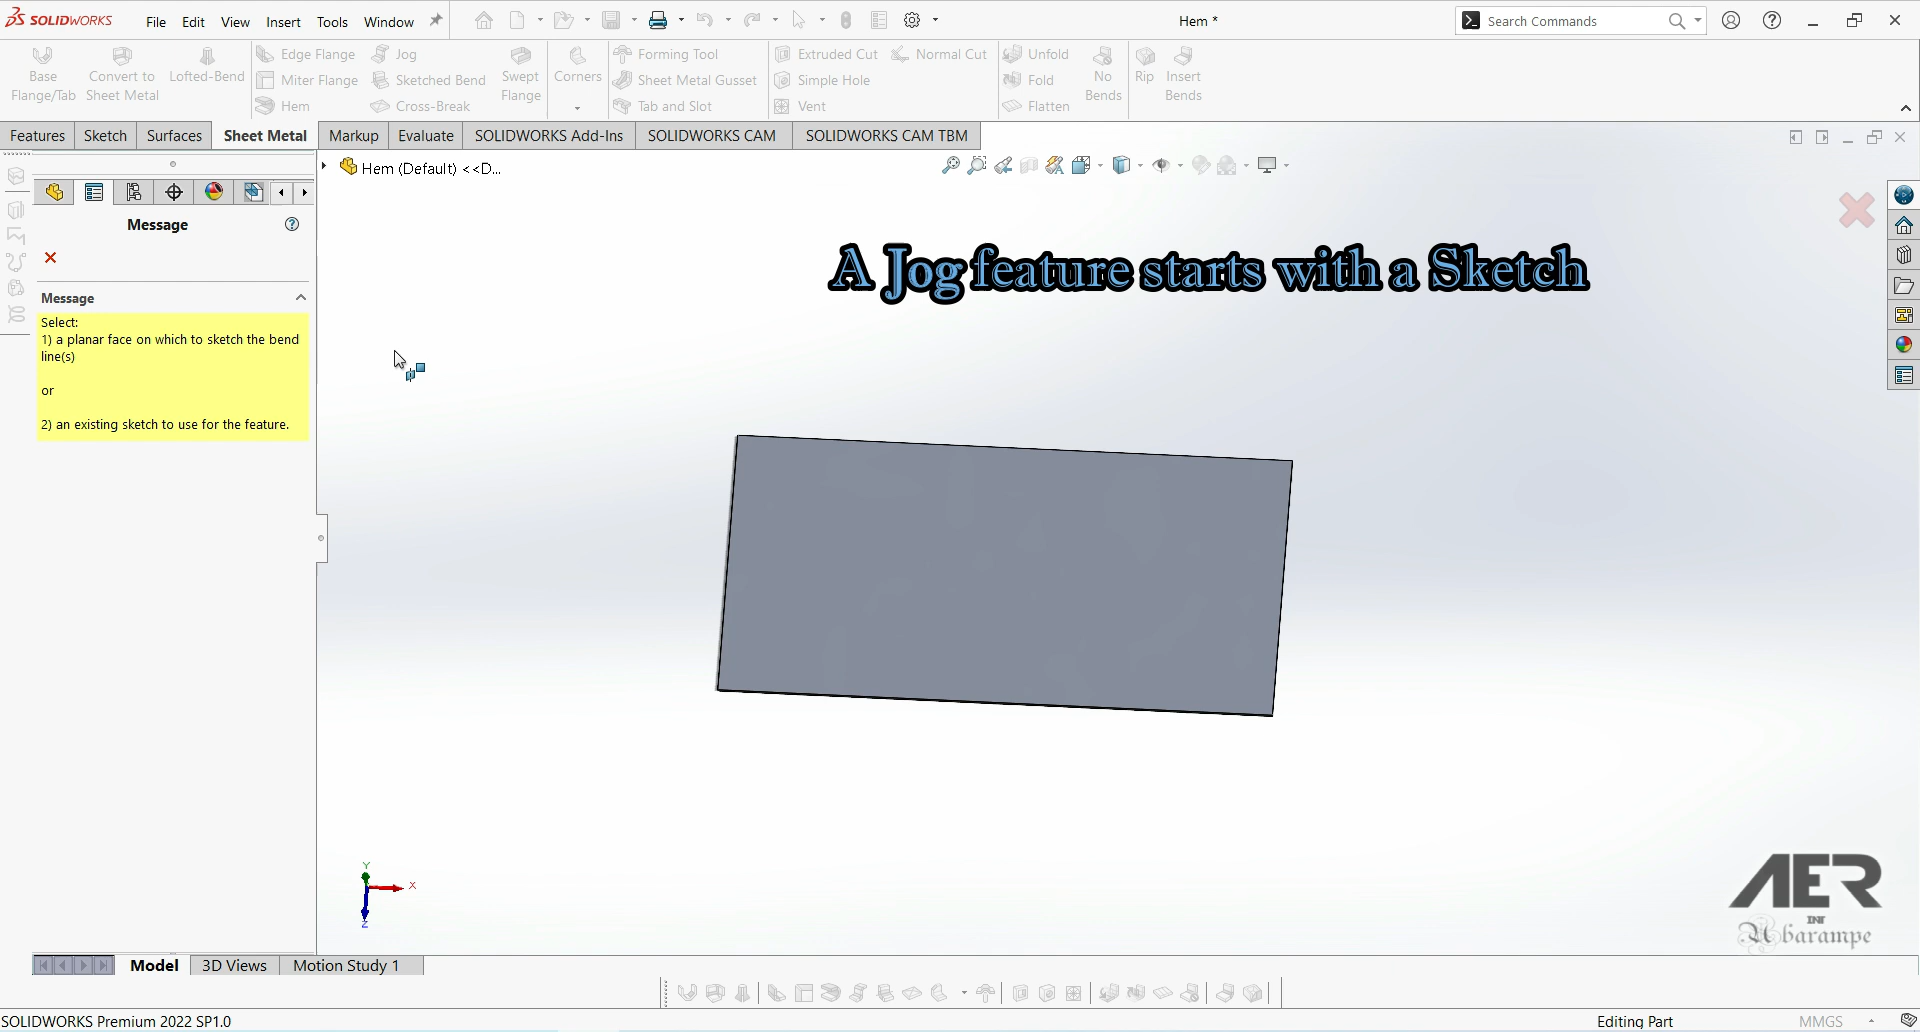 SOLIDWORKS File Edit View Insert Tools Window Hem * Search Commands
Base Flange/Tab
Convert to Sheet Metal
Lofted-Bend
Edge Flange
Miter Flange
Hem
Jog
Sketched Bend
Cross-Break
Swept Flange
Corners
Forming Tool
Sheet Metal Gusset
Tab and Slot
Extruded Cut
Simple Hole
Vent
Normal Cut
Unfold
Fold
Flatten
No Bends
Rip
Insert Bends
Features Sketch Surfaces Sheet Metal Markup Evaluate SOLIDWORKS Add-Ins SOLIDWORKS CAM SOLIDWORKS CAM TBM
Hem (Default) <<D...
Message
Message
Select:
1) a planar face on which to sketch the bend
line(s)
or
2) an existing sketch to use for the feature.
A Jog feature starts with a Sketch
Y
X
Z
AER
INT
Abarampe
Model 3D Views Motion Study 1
SOLIDWORKS Premium 2022 SP1.0 Editing Part MMGS